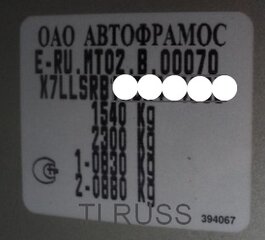 ОАО АВТОФРАМОС
E-RU.MT02.B.00070
X7LLSRB
1540 Kg
2300 Kg
1-0830 Kg
2-0880 Kg
TI RUSS
394067